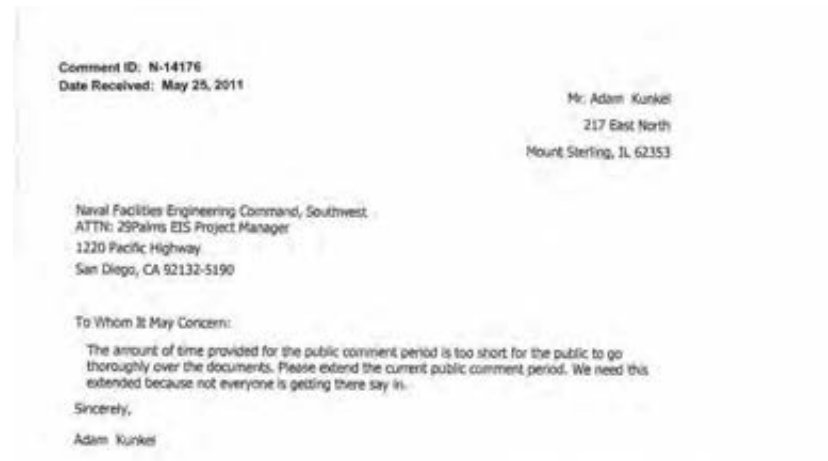 Comment ID: N-14176
Date Received: May 25, 2011
Mr. Adam Kunkel
217 East North
Mount Sterling, IL 62353
Naval Facilities Engineering Command, Southwest
ATTN: 29Palms EIS Project Manager
1220 Pacific Highway
San Diego, CA 92132-5190
To Whom It May Concern:
The amount of time provided for the public comment period is too short for the public to go
thoroughly over the documents. Please extend the current public comment period. We need this
extended because not everyone is getting there say in.
Sincerely,
Adam Kunkel